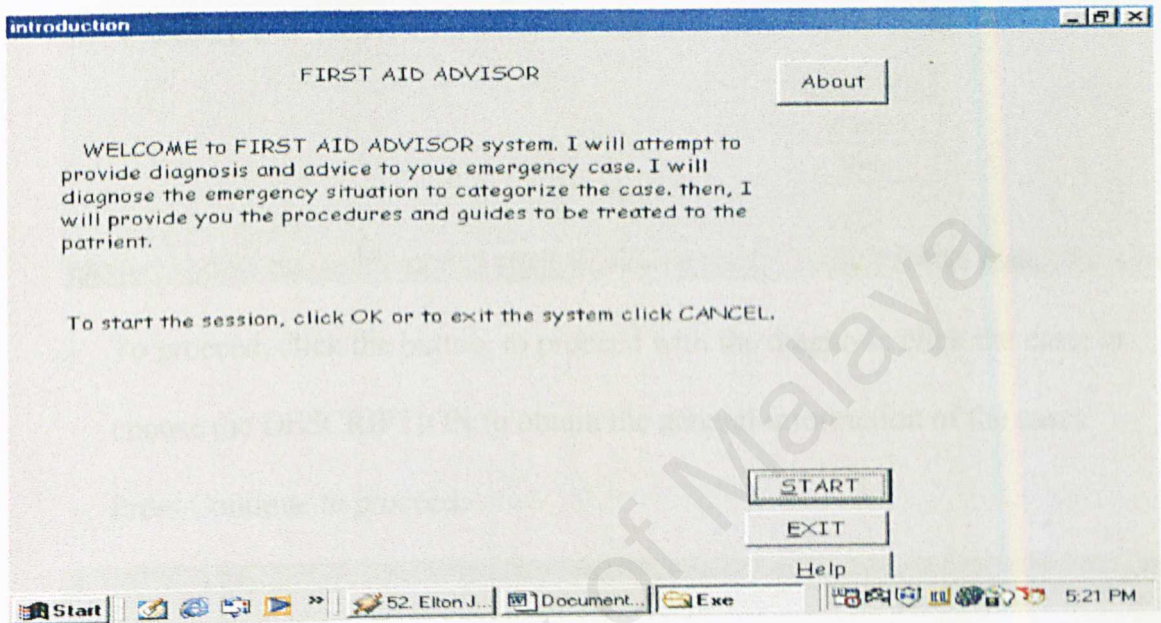 introduction
FIRST AID ADVISOR
About
WELCOME to FIRST AID ADVISOR system. I will attempt to
provide diagnosis and advice to youe emergency case. I will
diagnose the emergency situation to categorize the case. then, I
will provide you the procedures and guides to be treated to the
patrient.
To start the session, click OK or to exit the system click CANCEL.
of Malaya
START
EXIT
Help
Start » 52. Elton J... Document... Exe 5:21 PM